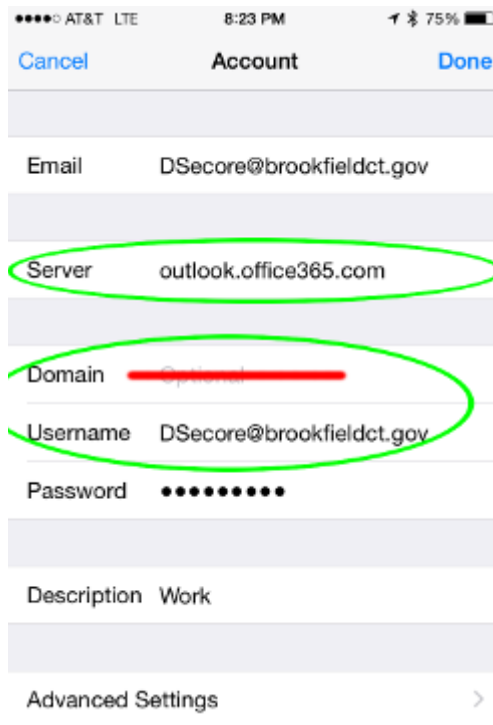 AT&T LTE 8:23 PM 75%
Cancel Account Done
Email DSecore@brookfieldct.gov
Server outlook.office365.com
Domain Optional
Username DSecore@brookfieldct.gov
Password •••••••••
Description Work
Advanced Settings